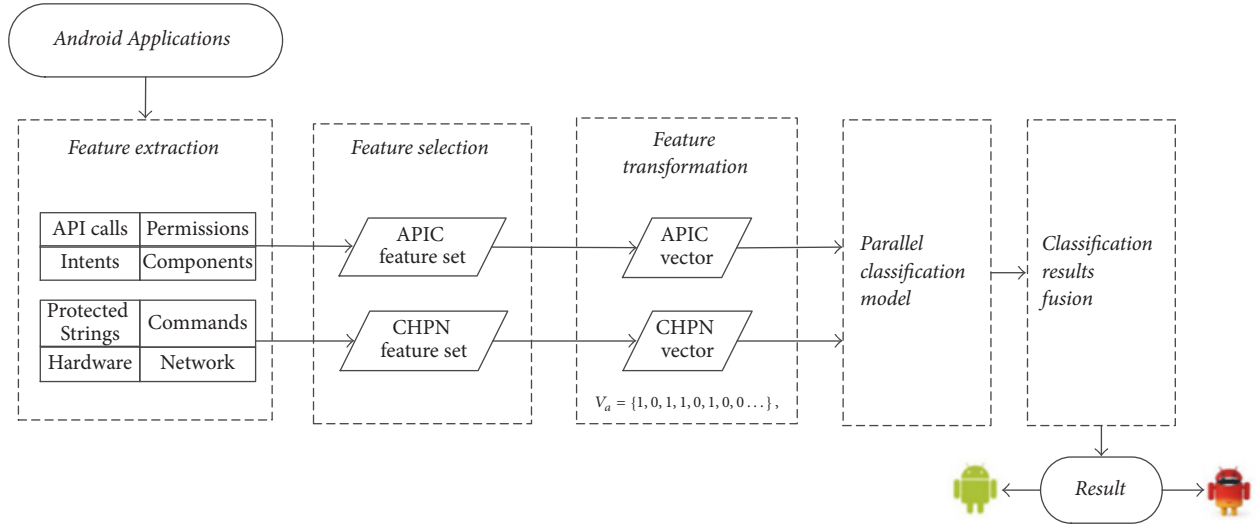 Android Applications
Feature extraction
API calls
Permissions
Intents
Components
Protected
Strings
Commands
Hardware
Network
Feature selection
APIC
feature set
CHPN
feature set
Feature
transformation
APIC
vector
CHPN
vector
Va = {1, 0, 1, 1, 0, 1, 0, 0 . . .} ,
Parallel
classification
model
Classification
results
fusion
Result